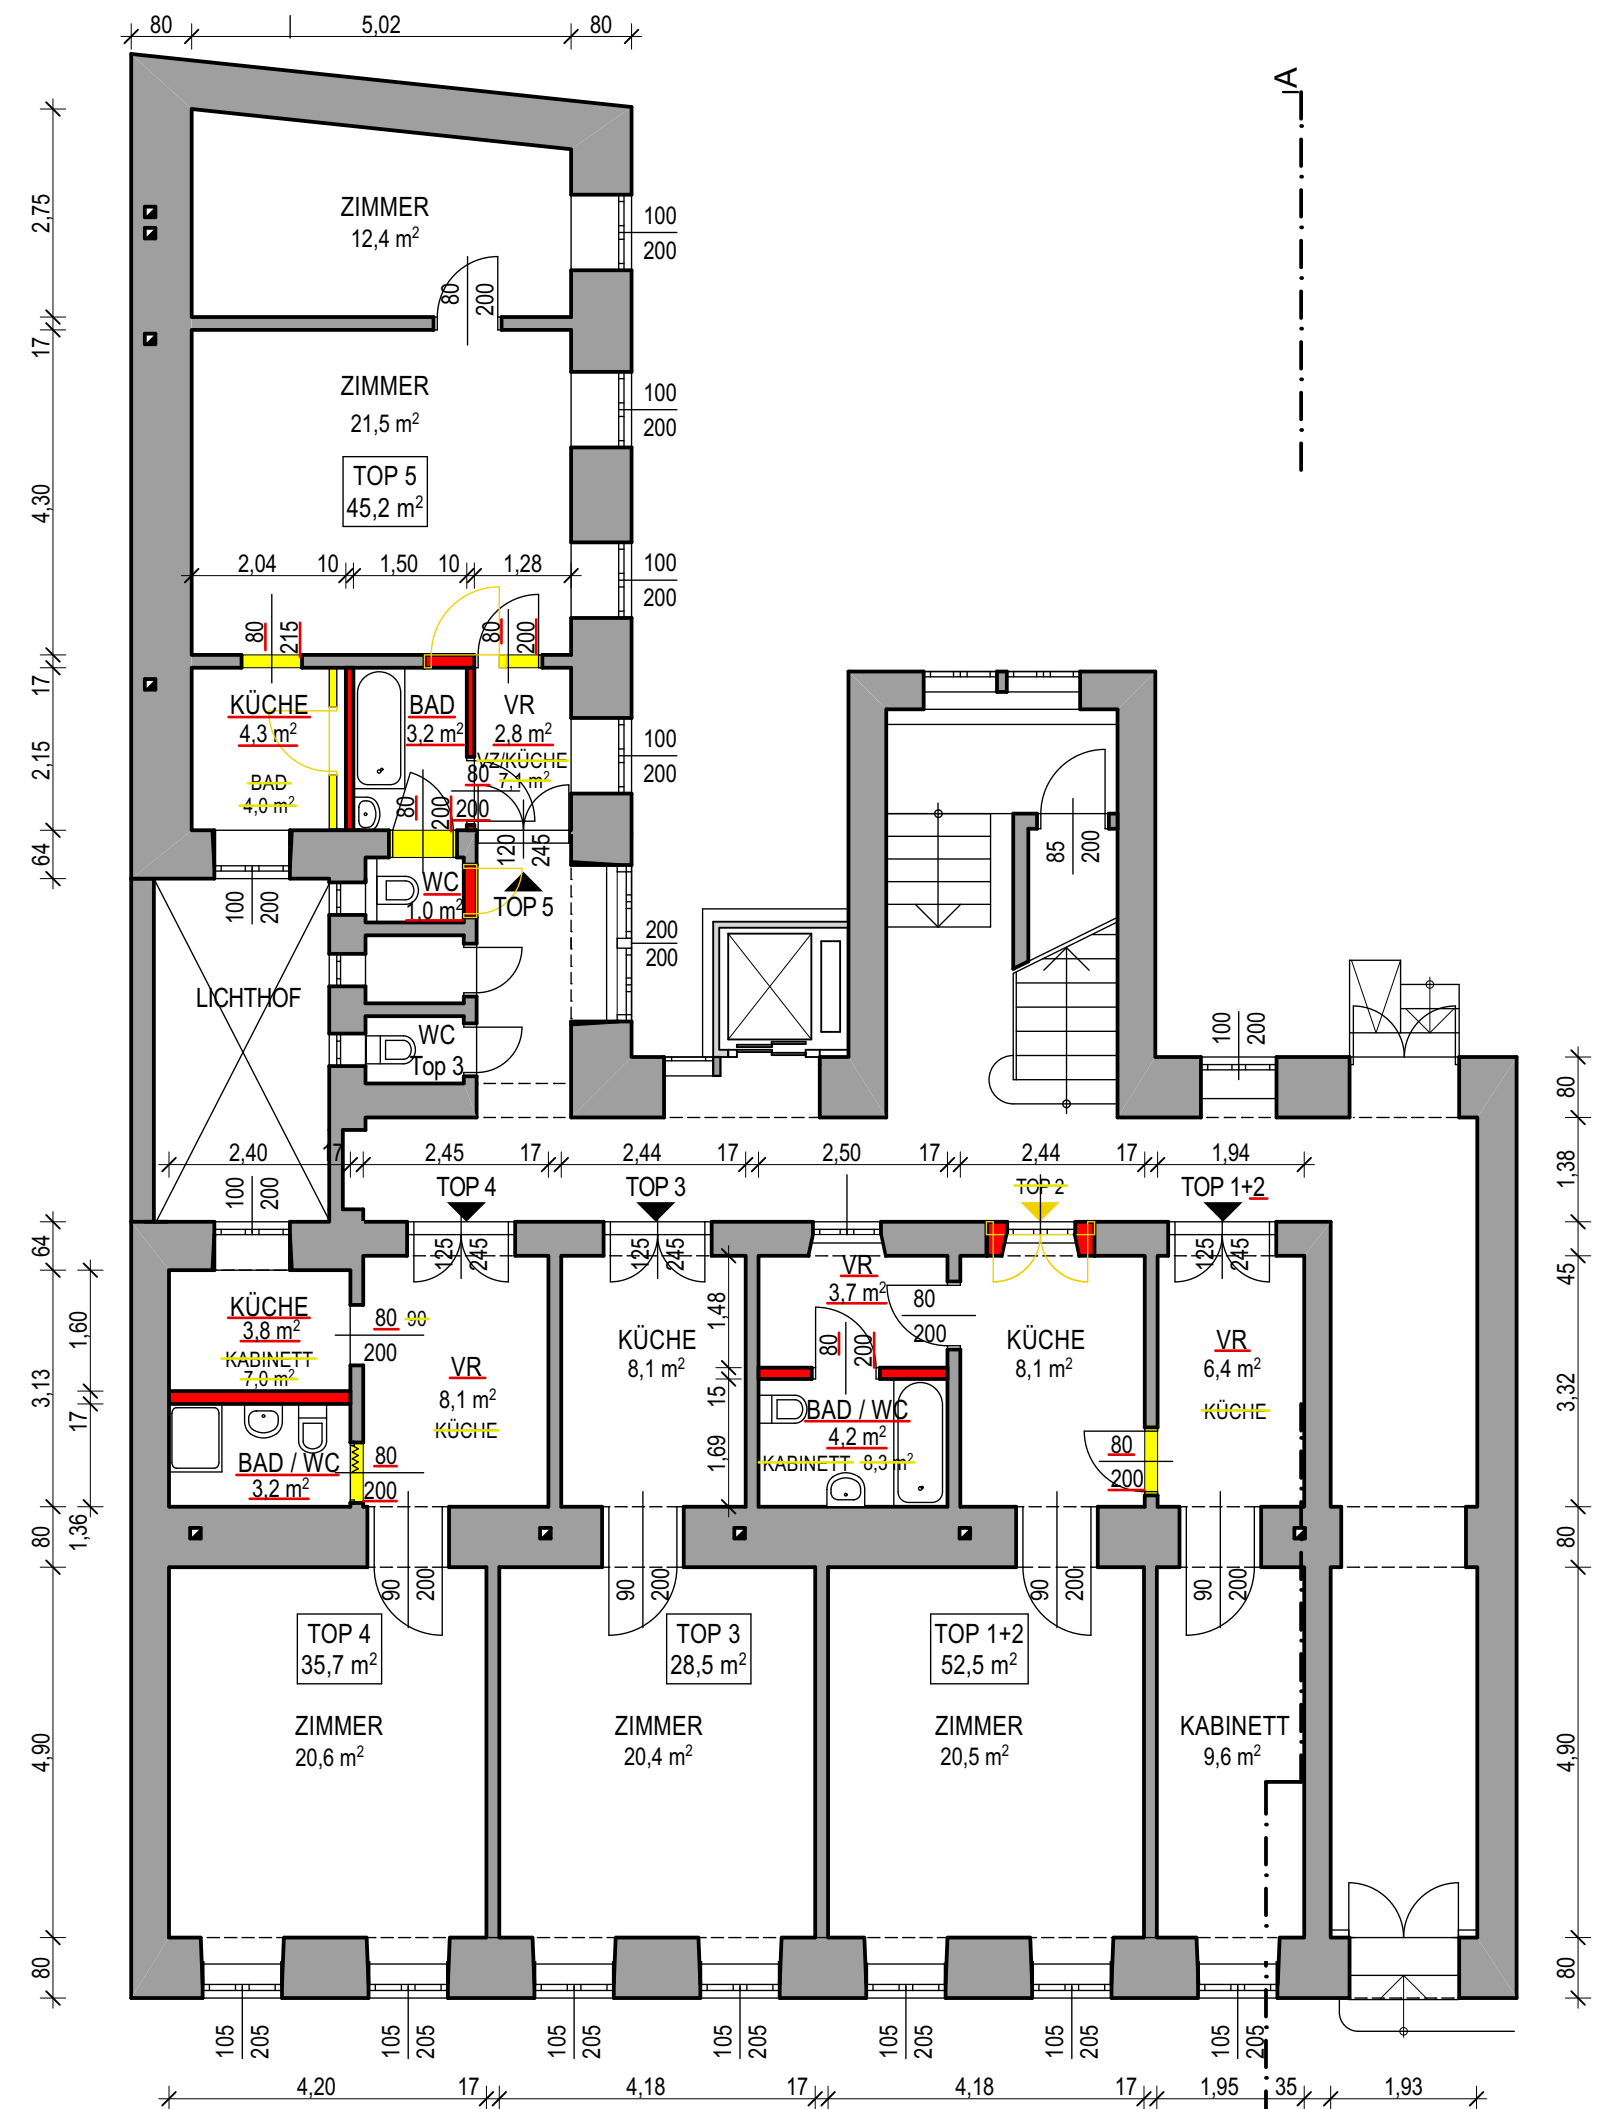 80 5,02 80
A
2,75
ZIMMER
12,4 m²
100
200
80
200
17
ZIMMER
21,5 m²
100
200
TOP 5
45,2 m²
4,30
2,04 10 1,50 10 1,28
100
200
80
215
80
200
17
KÜCHE
4,3 m²
BAD
3,2 m²
VR
2,8 m²
VZ/KÜCHE
7,1 m²
100
200
2,15
BAD
4,0 m²
80
200
80
200
64
120
245
85
200
WC
1,0 m²
TOP 5
100
200
200
200
LICHTHOF
WC
Top 3
100
200
80
2,40 17 2,45 17 2,44 17 2,50 17 2,44 17 1,94
1,38
100
200
TOP 4
TOP 3
TOP 2
TOP 1+2
64
125
245
125
245
125
245
45
KÜCHE
3,8 m²
KABINETT
7,0 m²
1,60
80 90
200
VR
8,1 m²
KÜCHE
KÜCHE
8,1 m²
1,48
VR
3,7 m²
80
200
80
200
KÜCHE
8,1 m²
VR
6,4 m²
KÜCHE
3,13
17
15
3,32
BAD / WC
3,2 m²
80
200
1,69
BAD / WC
4,2 m²
KABINETT 8,3 m²
80
200
80
1,36
80
90
200
90
200
90
200
90
200
TOP 4
35,7 m²
TOP 3
28,5 m²
TOP 1+2
52,5 m²
4,90
ZIMMER
20,6 m²
ZIMMER
20,4 m²
ZIMMER
20,5 m²
KABINETT
9,6 m²
4,90
80
80
105
205
105
205
105
205
105
205
105
205
105
205
105
205
4,20 17 4,18 17 4,18 17 1,95 35 1,93